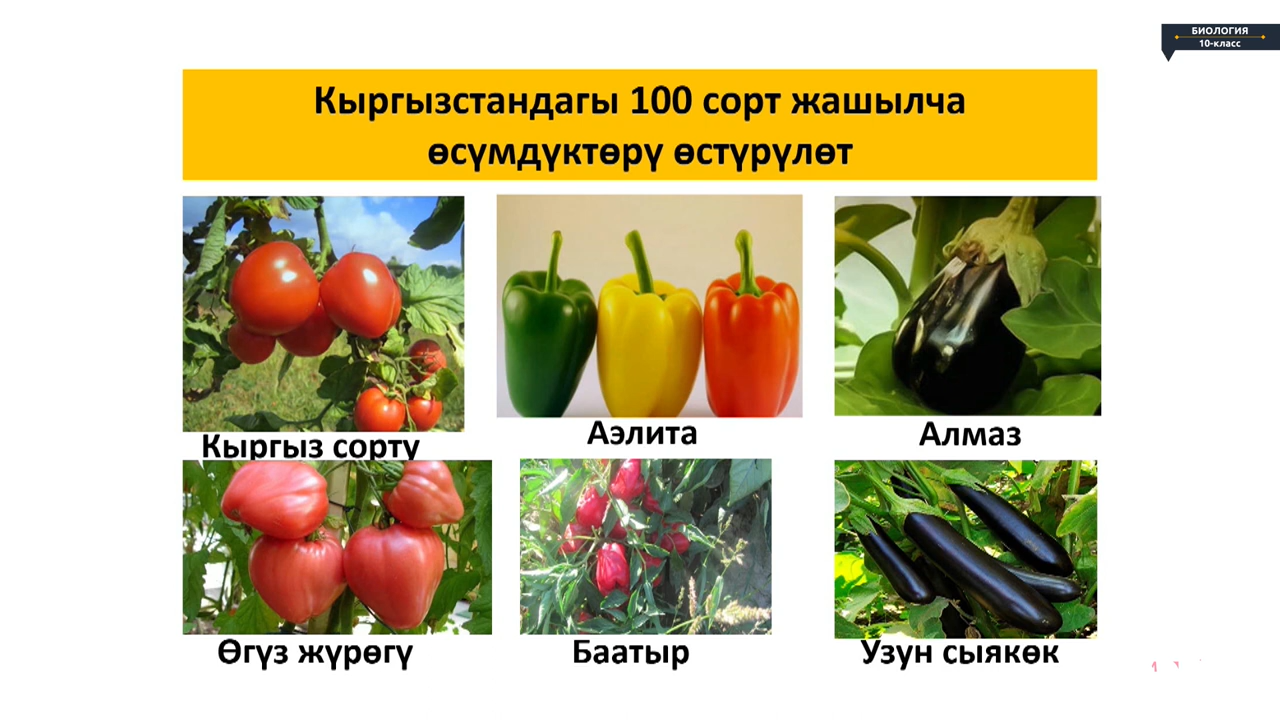 БИОЛОГИЯ
10-класс
Кыргызстандагы 100 сорт жашылча
өсүмдүктөрү өстүрүлөт
Кыргыз сорту
Аэлита
Алмаз
Өгүз жүрөгү
Баатыр
Узун сыякөк